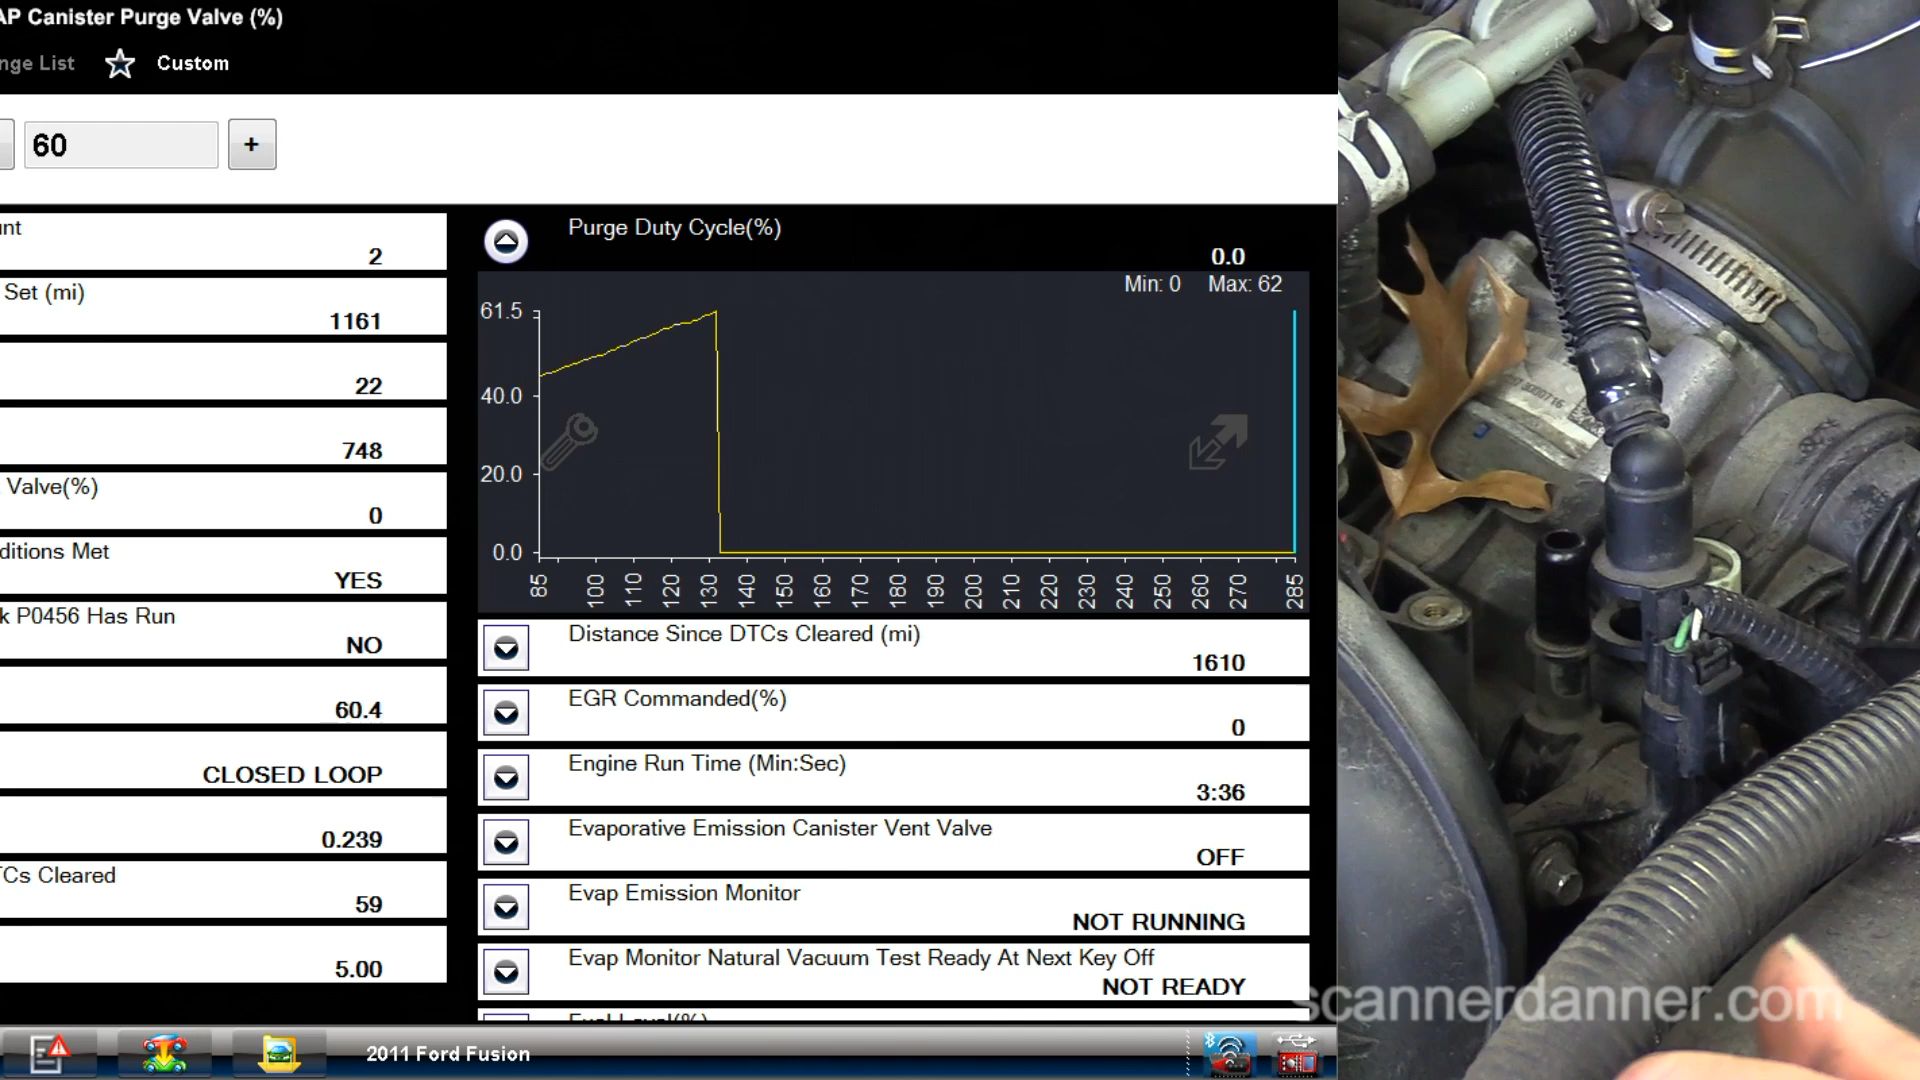 AP Canister Purge Valve (%)
nge List Custom
60 +
unt
2
Set (mi)
1161
22
748
Valve(%)
0
ditions Met
YES
k P0456 Has Run
NO
60.4
CLOSED LOOP
0.239
TCs Cleared
59
5.00
Purge Duty Cycle(%)
0.0
Min: 0 Max: 62
61.5
40.0
20.0
0.0
85 100 110 120 130 140 150 160 170 180 190 200 210 220 230 240 250 260 270 285
Distance Since DTCs Cleared (mi)
1610
EGR Commanded(%)
0
Engine Run Time (Min:Sec)
3:36
Evaporative Emission Canister Vent Valve
OFF
Evap Emission Monitor
NOT RUNNING
Evap Monitor Natural Vacuum Test Ready At Next Key Off
NOT READY
Fuel Level(%)
2011 Ford Fusion
scannerdanner.com